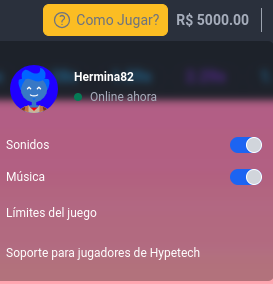 Como Jugar? R$ 5000.00
Hermina82
Online ahora
Sonidos
Música
Límites del juego
Soporte para jugadores de Hypetech